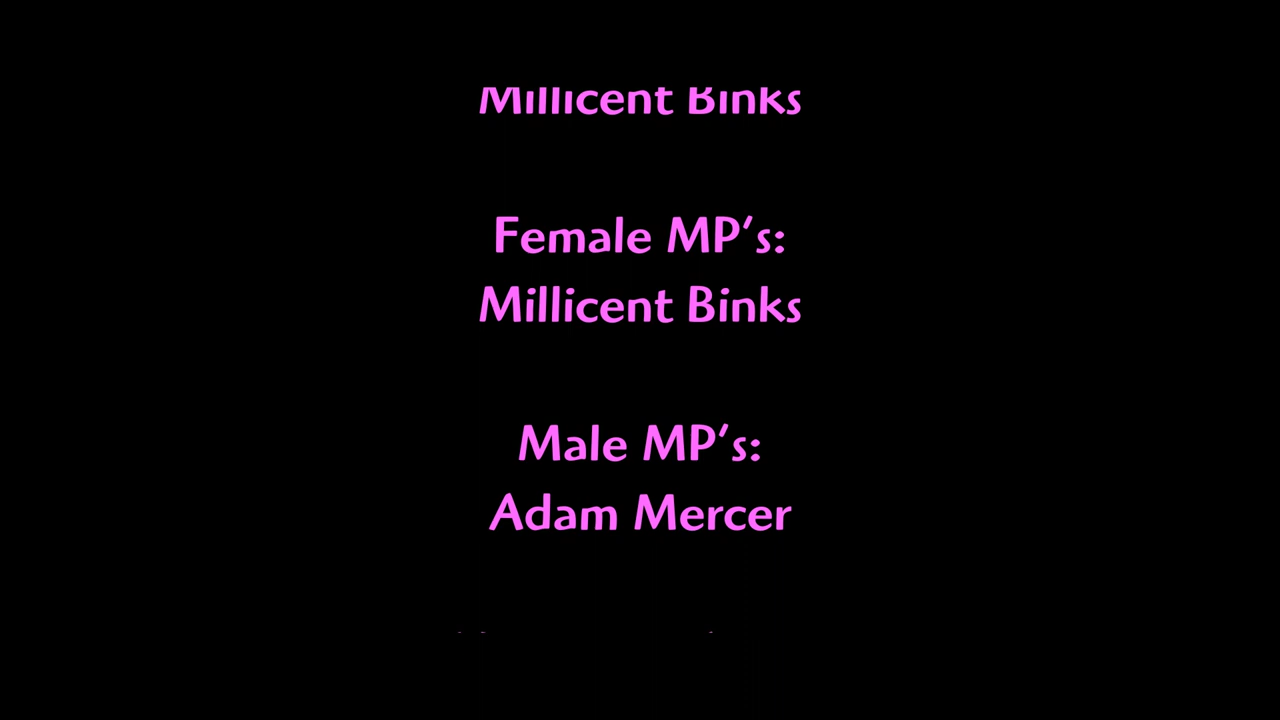 Millicent Binks
Female MP's:
Millicent Binks
Male MP's:
Adam Mercer